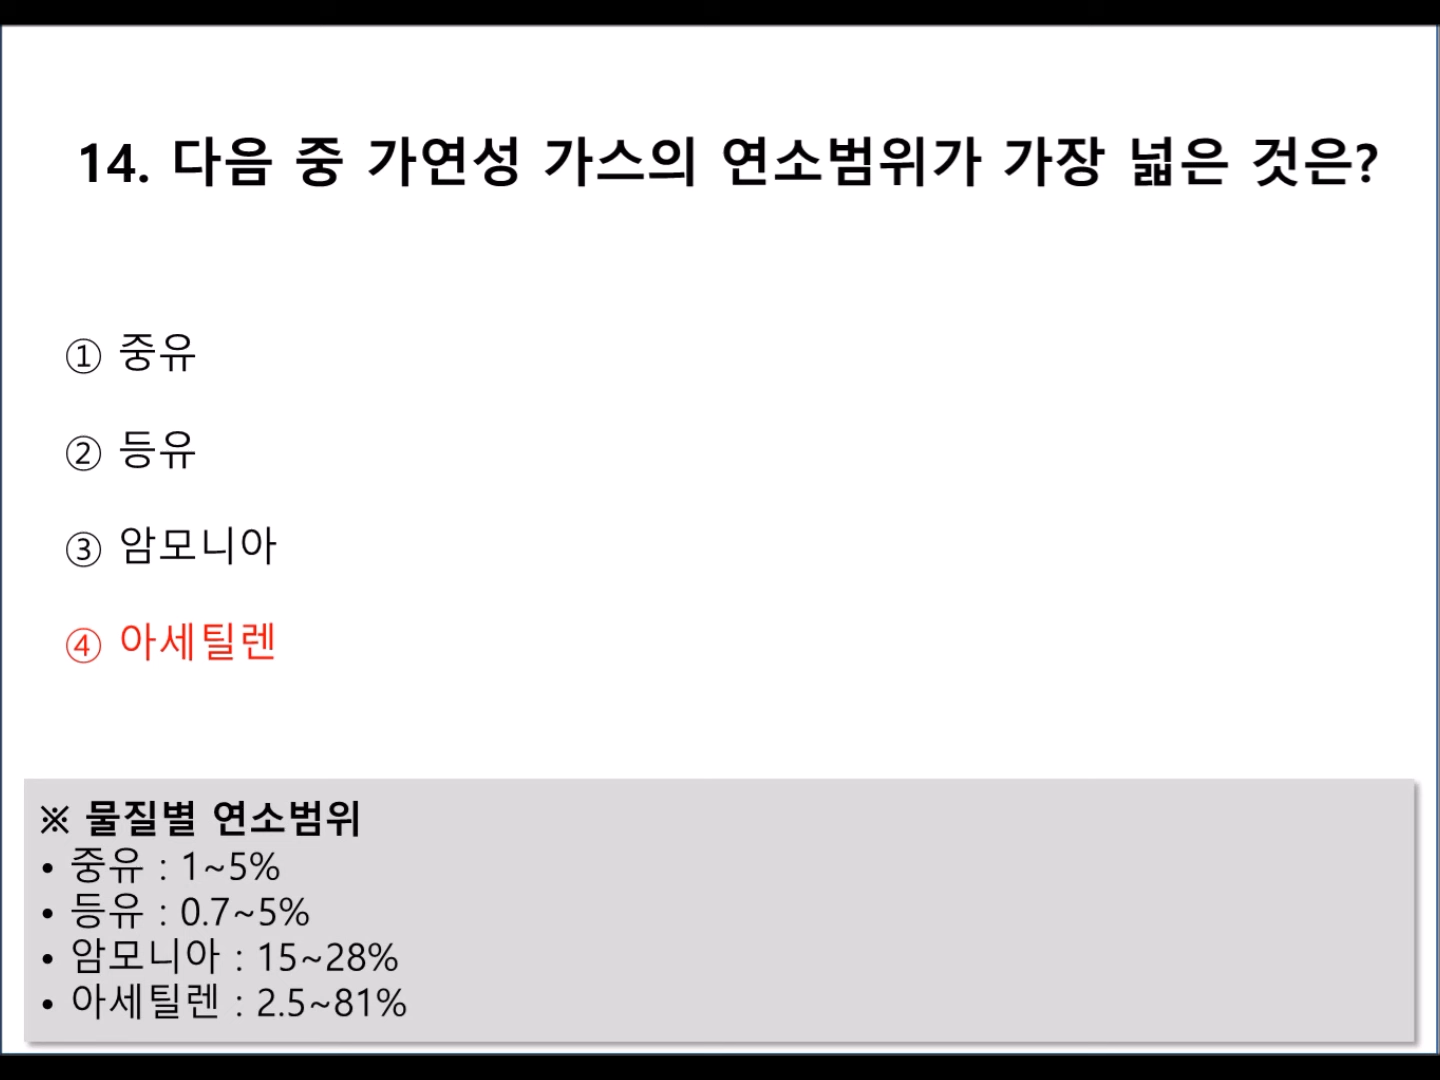 14. 다음 중 가연성 가스의 연소범위가 가장 넓은 것은?
① 중유
② 등유
③ 암모니아
④ 아세틸렌
※ 물질별 연소범위
• 중유 : 1~5%
• 등유 : 0.7~5%
• 암모니아 : 15~28%
• 아세틸렌 : 2.5~81%